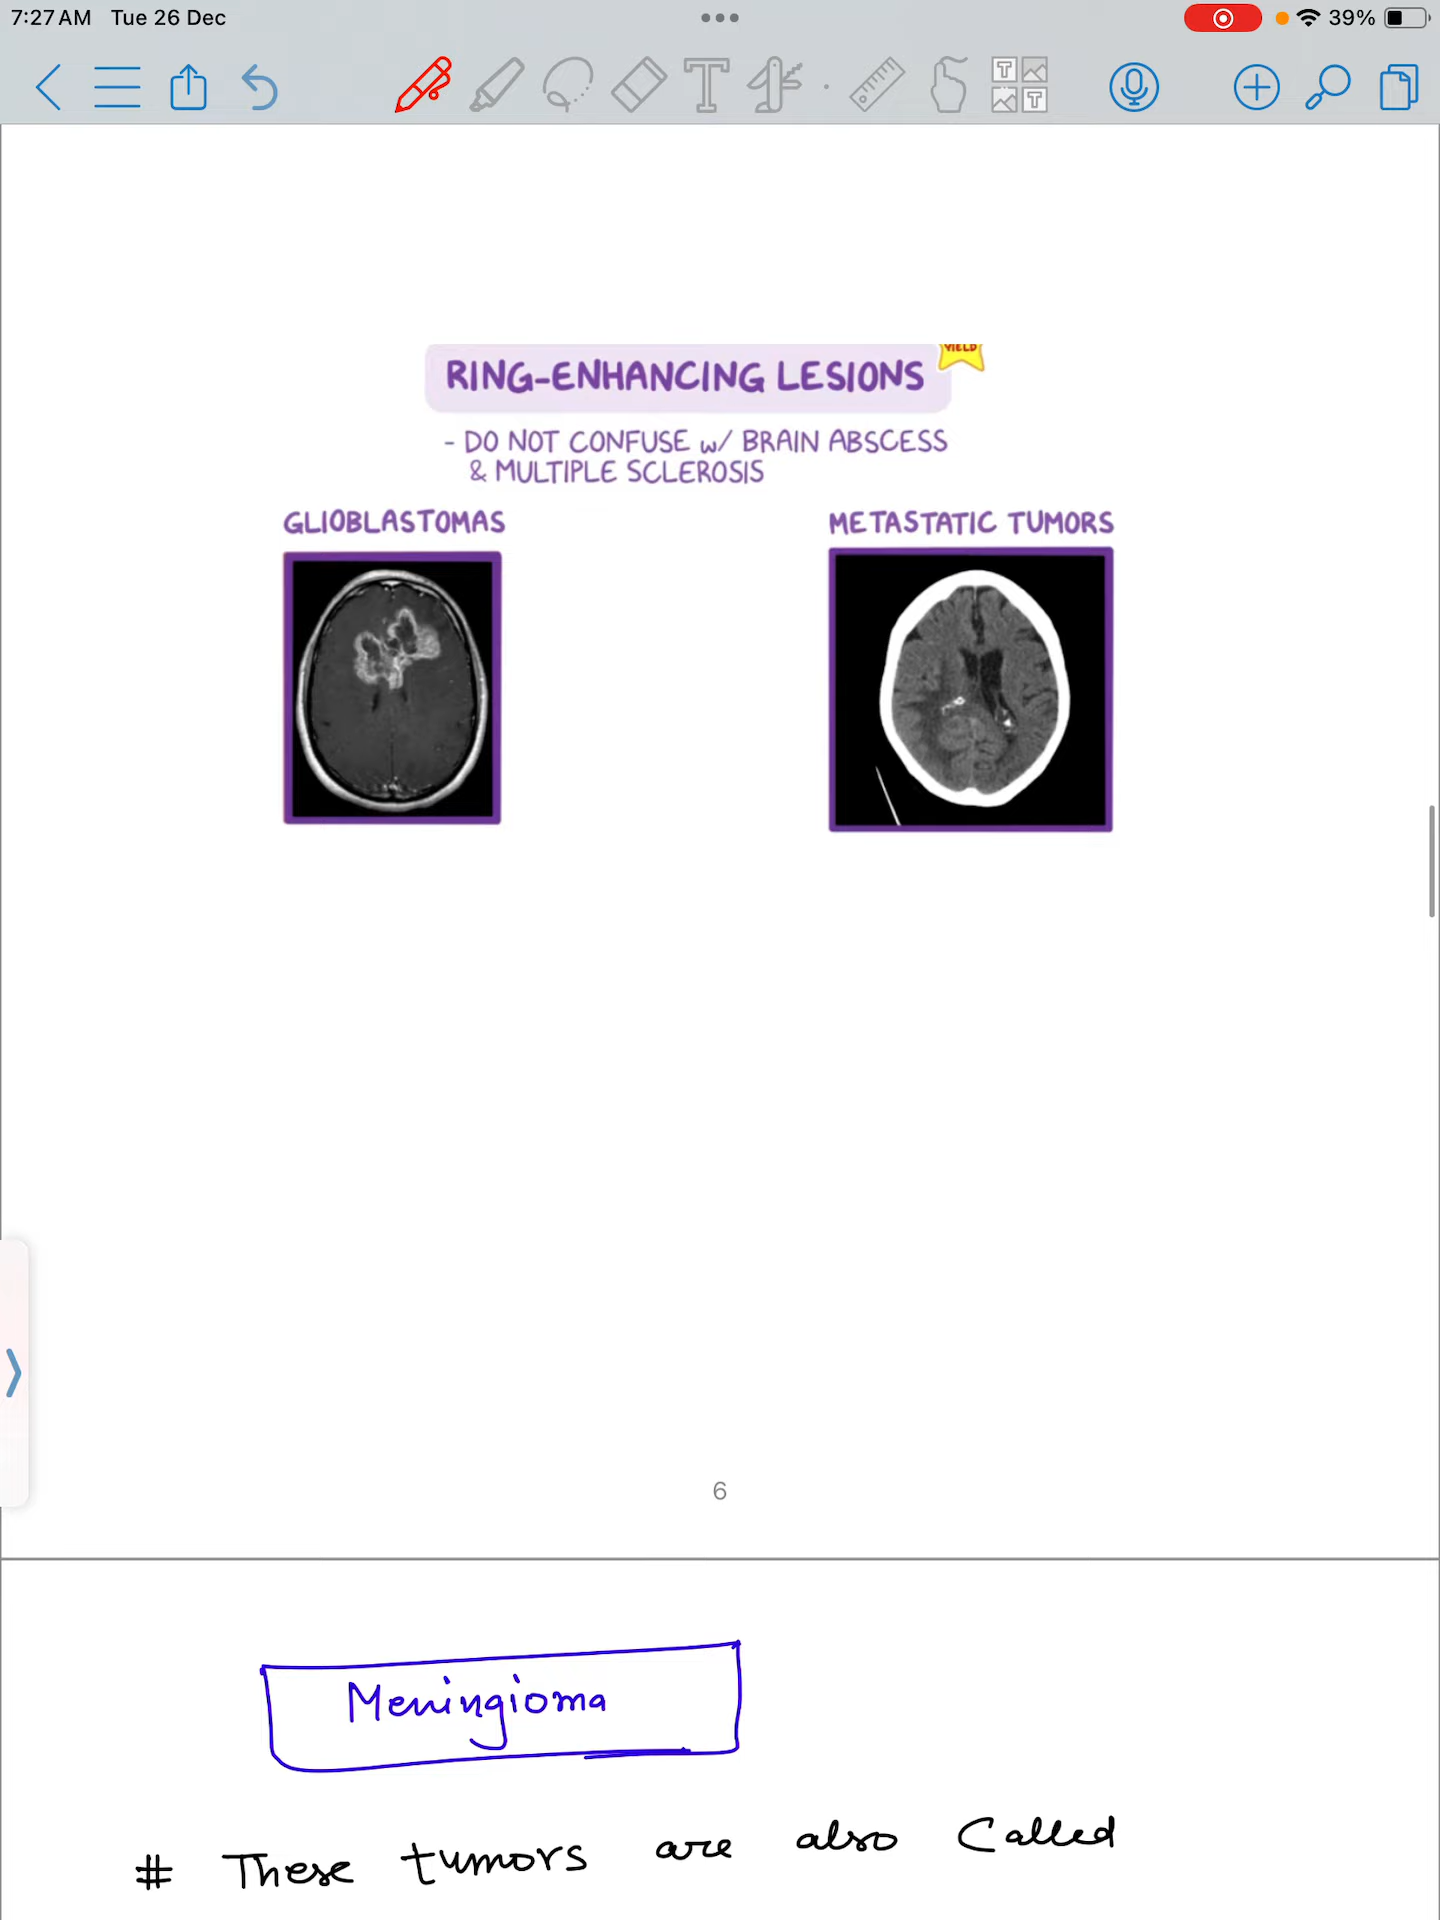 7:27 AM Tue 26 Dec
39%
YIELD
RING-ENHANCING LESIONS
- DO NOT CONFUSE w/ BRAIN ABSCESS
& MULTIPLE SCLEROSIS
GLIOBLASTOMAS
METASTATIC TUMORS
6
Meningioma
# These tumors are also Called